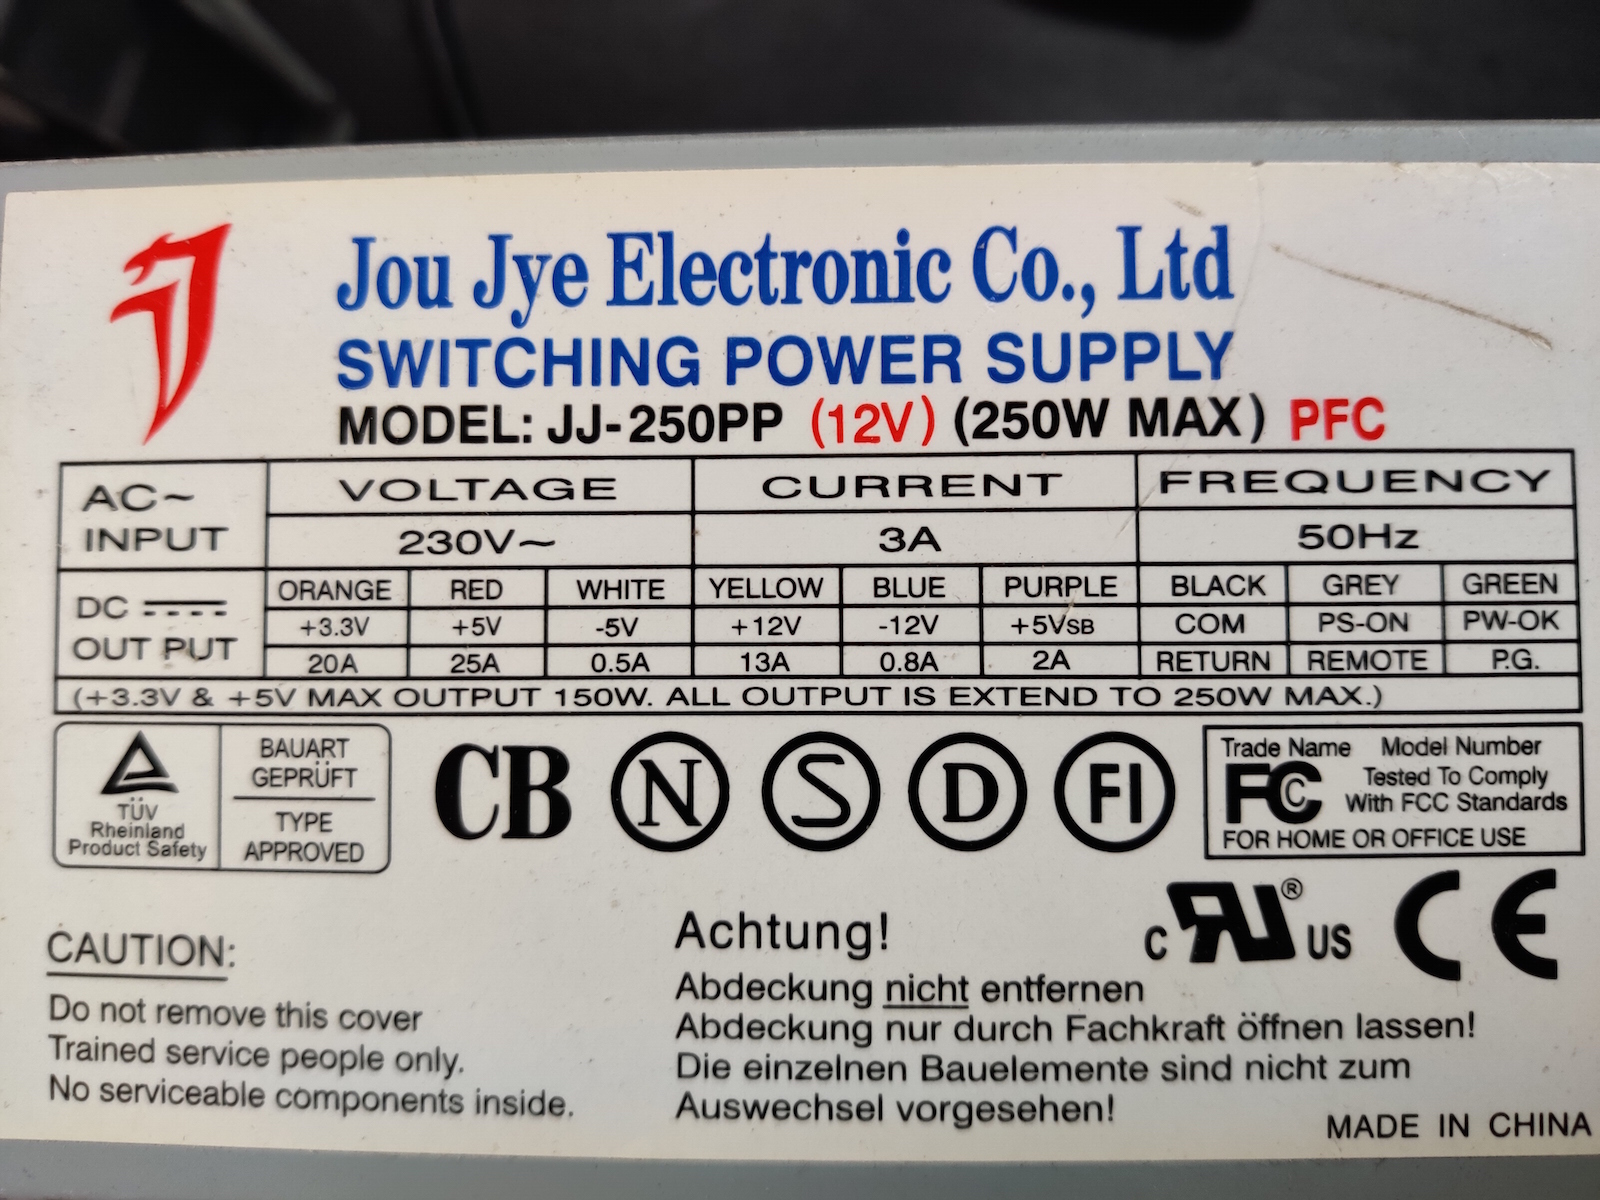 Jou Jye Electronic Co., Ltd
SWITCHING POWER SUPPLY
MODEL: JJ-250PP (12V) (250W MAX) PFC
AC~ INPUT VOLTAGE CURRENT FREQUENCY
230V~ 3A 50Hz
DC OUT PUT ORANGE RED WHITE YELLOW BLUE PURPLE BLACK GREY GREEN
+3.3V +5V -5V +12V -12V +5VSB COM PS-ON PW-OK
20A 25A 0.5A 13A 0.8A 2A RETURN REMOTE P.G.
(+3.3V & +5V MAX OUTPUT 150W. ALL OUTPUT IS EXTEND TO 250W MAX.)
TÜV
Rheinland
Product Safety
BAUART
GEPRÜFT
TYPE
APPROVED
CB N S D FI
Trade Name Model Number
FC Tested To Comply
With FCC Standards
FOR HOME OR OFFICE USE
c RU ® US CE
CAUTION:
Do not remove this cover
Trained service people only.
No serviceable components inside.
Achtung!
Abdeckung nicht entfernen
Abdeckung nur durch Fachkraft öffnen lassen!
Die einzelnen Bauelemente sind nicht zum
Auswechsel vorgesehen!
MADE IN CHINA